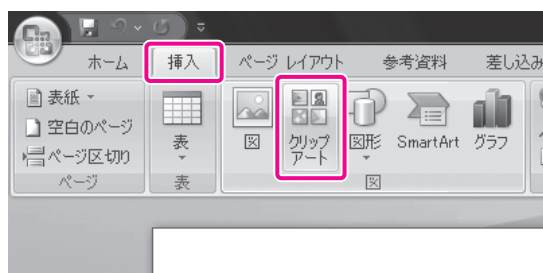 ホーム 挿入 ページ レイアウト 参考資料 差し込み
表紙
空白のページ
ページ区切り
ページ
表
表
図
クリップ
アート
図形
SmartArt
グラフ
図